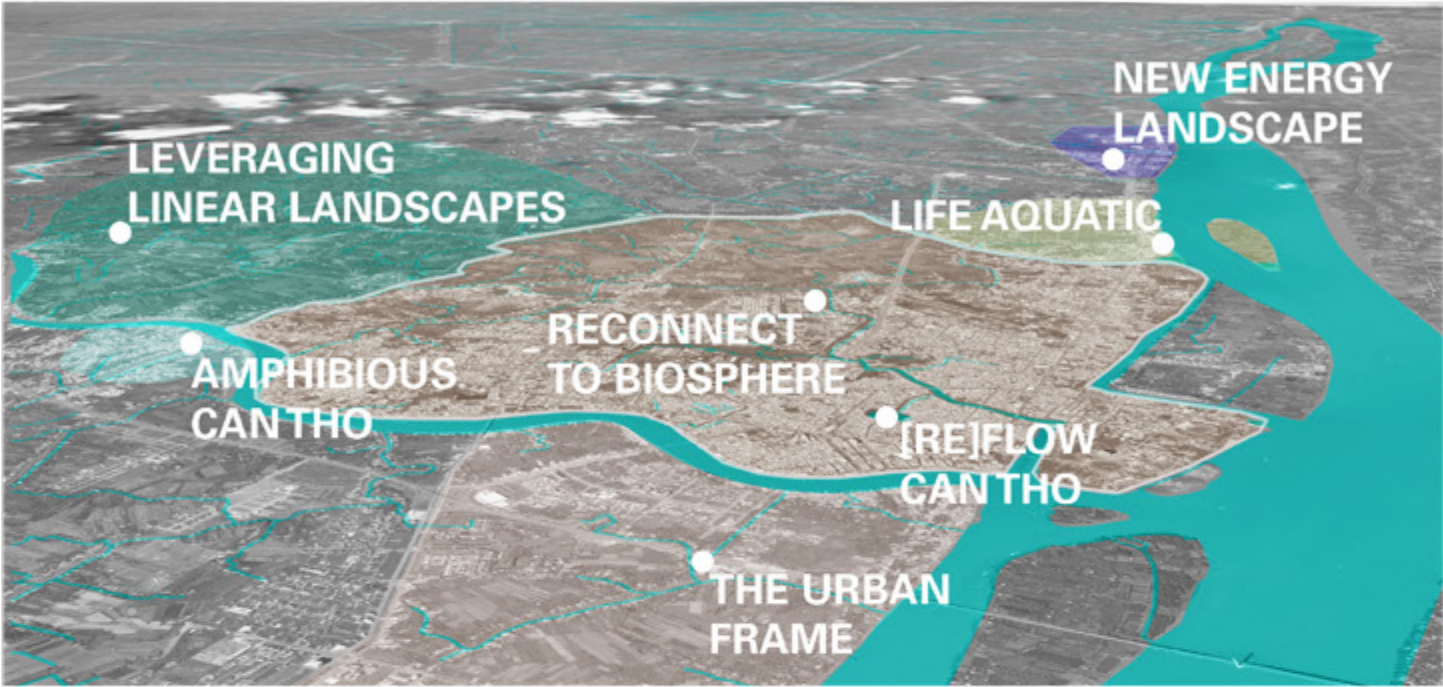 NEW ENERGY
LANDSCAPE
LEVERAGING
LINEAR LANDSCAPES
LIFE AQUATIC
RECONNECT
TO BIOSPHERE
AMPHIBIOUS
CAN THO
[RE]FLOW
CAN THO
THE URBAN
FRAME